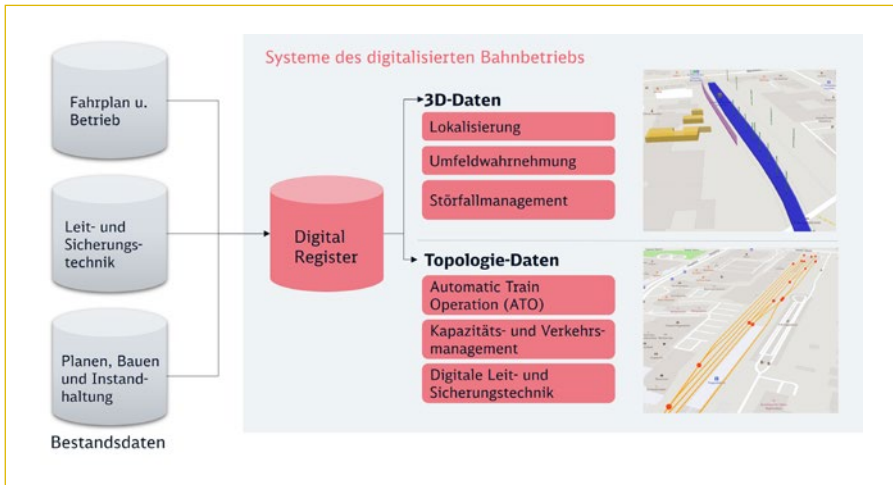 Systeme des digitalisierten Bahnbetriebs
Fahrplan u.
Betrieb
Leit- und
Sicherungs-
technik
Planen, Bauen
und Instand-
haltung
Bestandsdaten
Digital
Register
3D-Daten
Lokalisierung
Umfeldwahrnehmung
Störfallmanagement
Topologie-Daten
Automatic Train
Operation (ATO)
Kapazitäts- und Verkehrs-
management
Digitale Leit- und
Sicherungstechnik